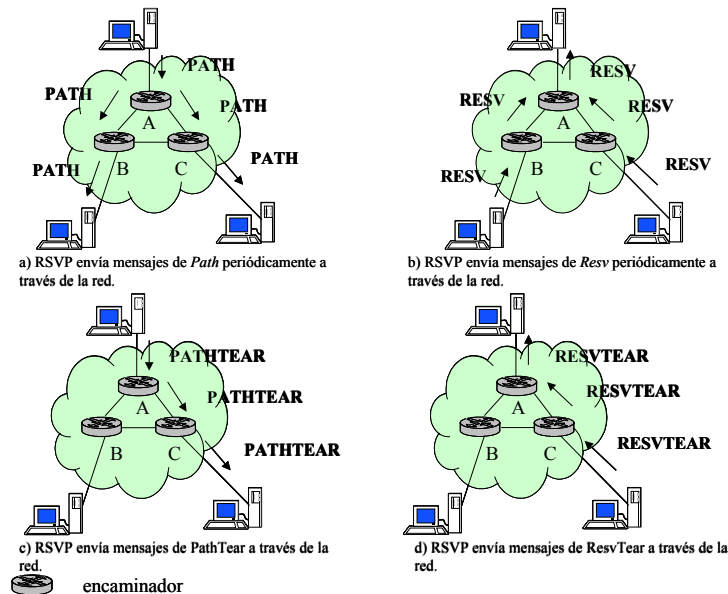 PATH
PATH
PATH
A
B
C
PATH
PATH
a) RSVP envía mensajes de Path periódicamente a
través de la red.
RESV
RESV
RESV
A
B
C
RESV
RESV
b) RSVP envía mensajes de Resv periódicamente a
través de la red.
PATHTEAR
A
PATHTEAR
B
C
PATHTEAR
c) RSVP envía mensajes de PathTear a través de la
red.
RESVTEAR
A
RESVTEAR
B
C
RESVTEAR
d) RSVP envía mensajes de ResvTear a través de la
red.
encaminador